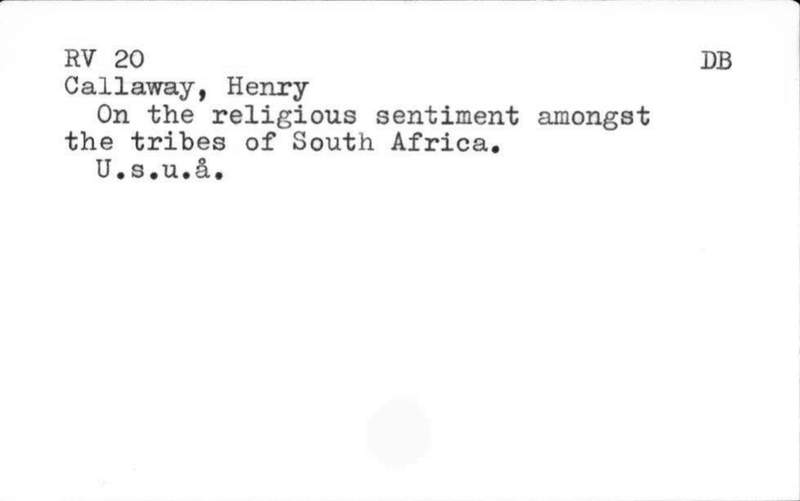 RV 20 DB
Callaway, Henry
On the religious sentiment amongst
the tribes of South Africa.
U.s.u.å.